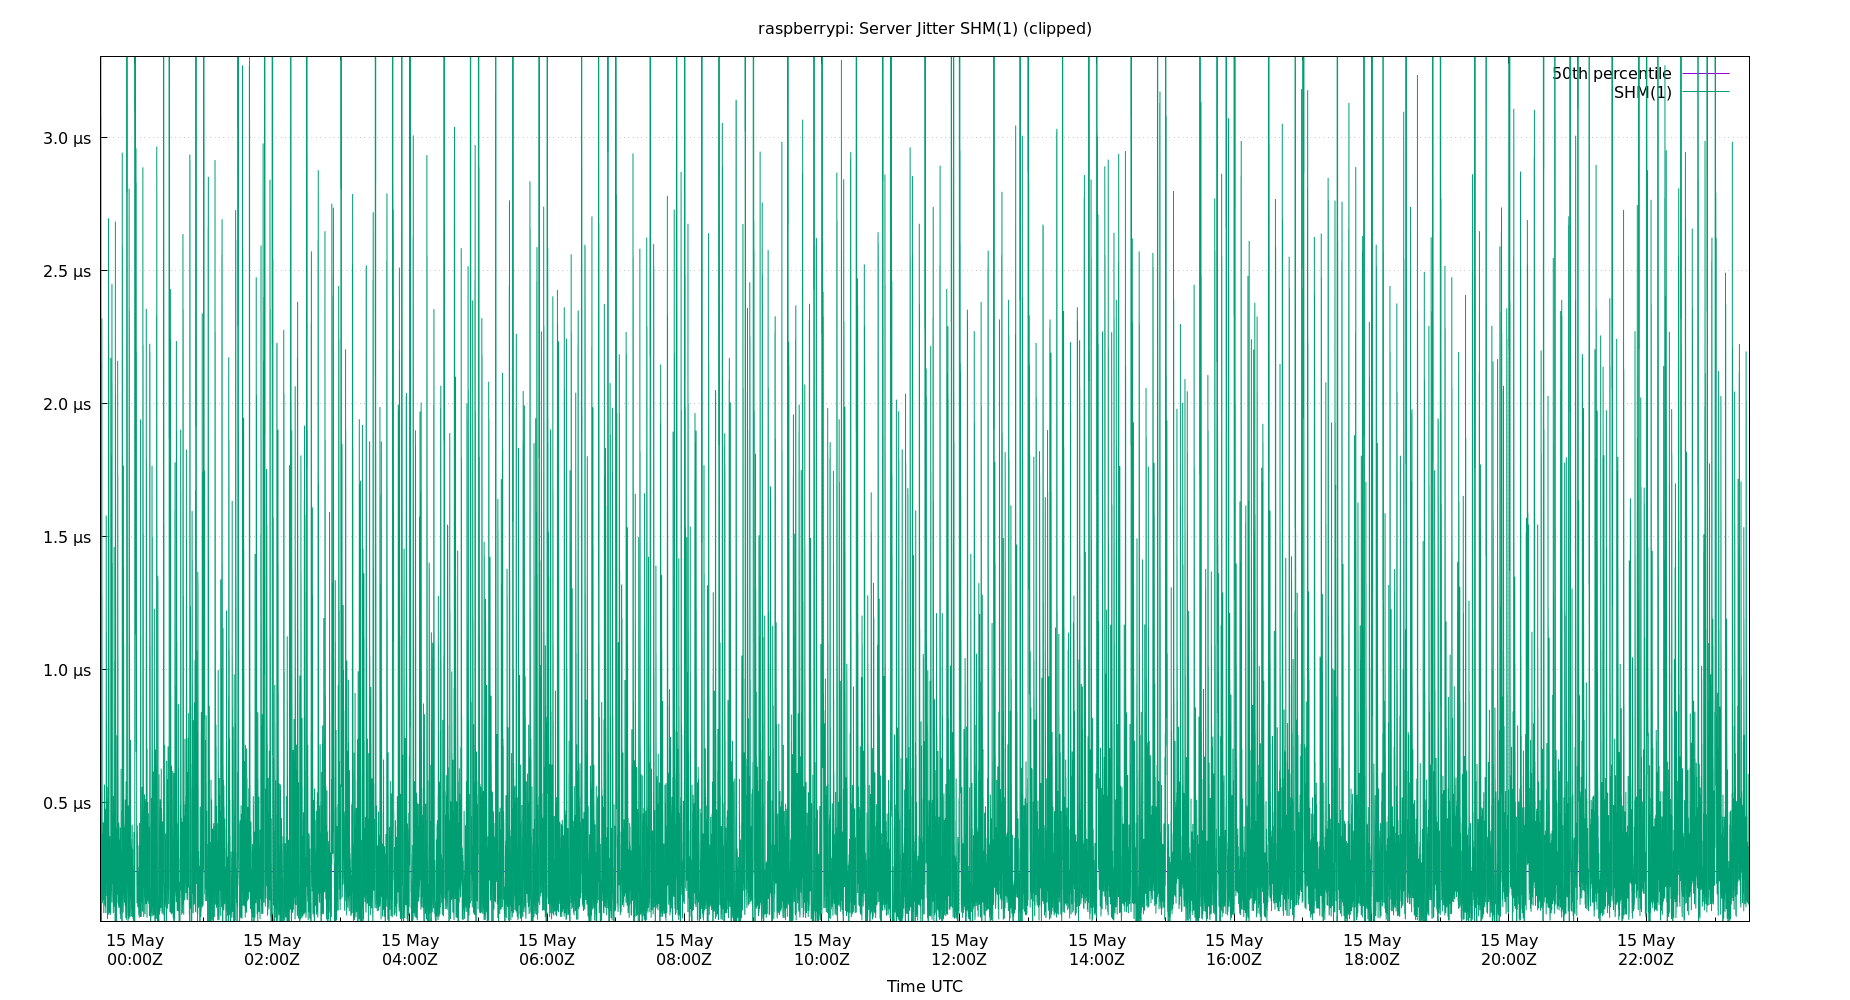 raspberrypi: Server Jitter SHM(1) (clipped)
50th percentile
SHM(1)
3.0 µs
2.5 µs
2.0 µs
1.5 µs
1.0 µs
0.5 µs
15 May 15 May 15 May 15 May 15 May 15 May 15 May 15 May 15 May 15 May 15 May 15 May
00:00Z 02:00Z 04:00Z 06:00Z 08:00Z 10:00Z 12:00Z 14:00Z 16:00Z 18:00Z 20:00Z 22:00Z
Time UTC